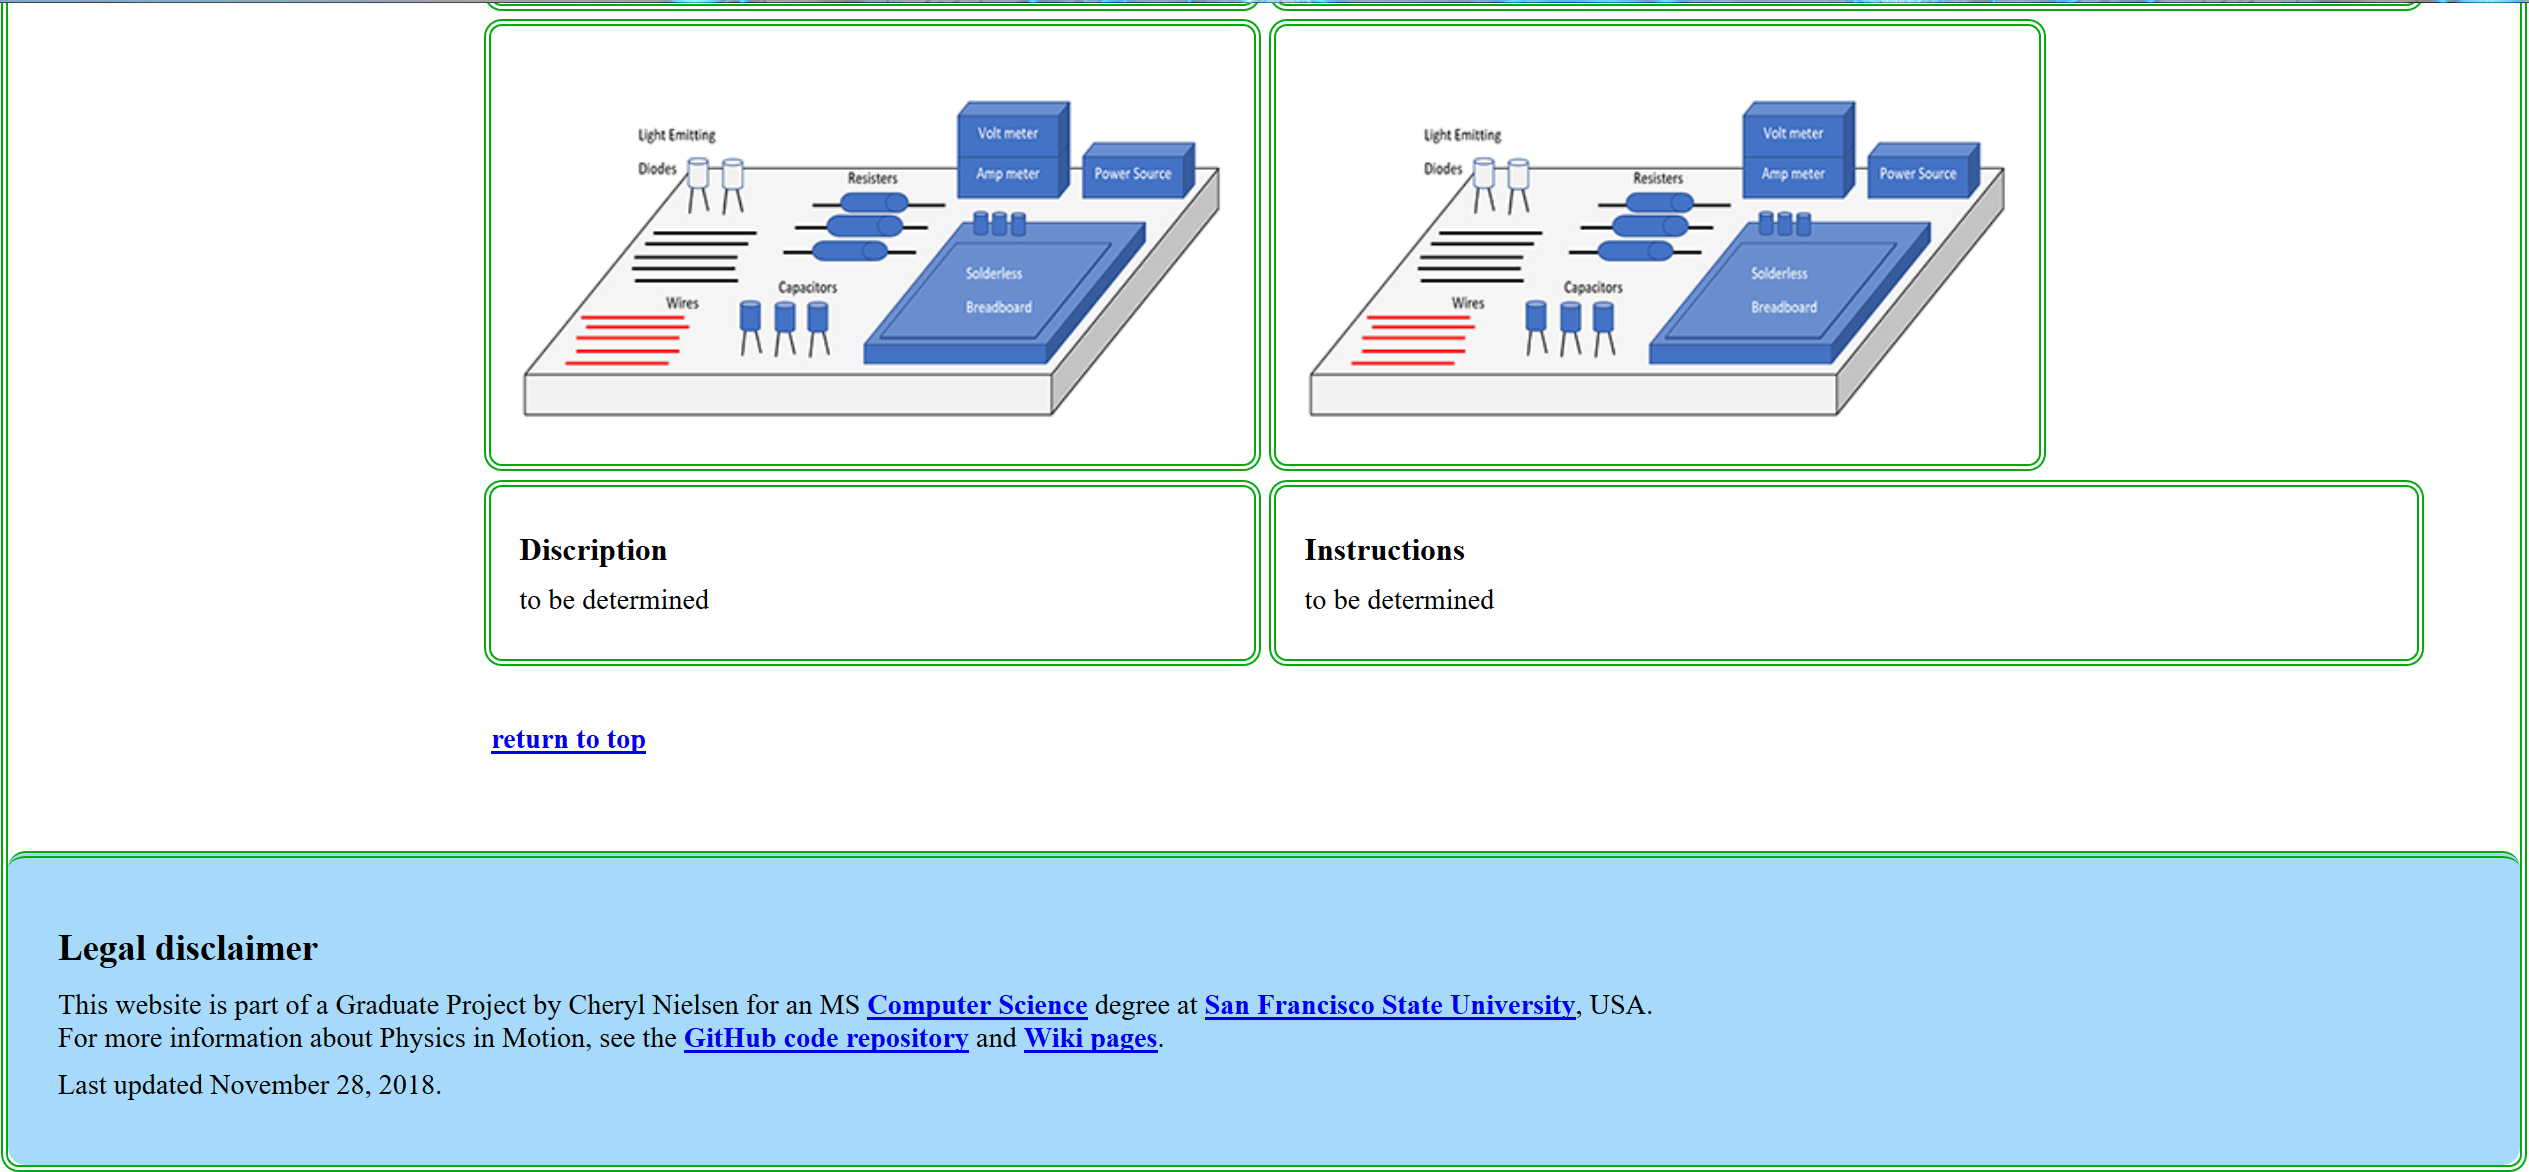 Light Emitting
Diodes
Volt meter
Amp meter
Power Source
Resisters
Solderless
Breadboard
Capacitors
Wires
Light Emitting
Diodes
Volt meter
Amp meter
Power Source
Resisters
Solderless
Breadboard
Capacitors
Wires
Discription
to be determined
Instructions
to be determined
return to top
Legal disclaimer
This website is part of a Graduate Project by Cheryl Nielsen for an MS Computer Science degree at San Francisco State University, USA.
For more information about Physics in Motion, see the GitHub code repository and Wiki pages.
Last updated November 28, 2018.